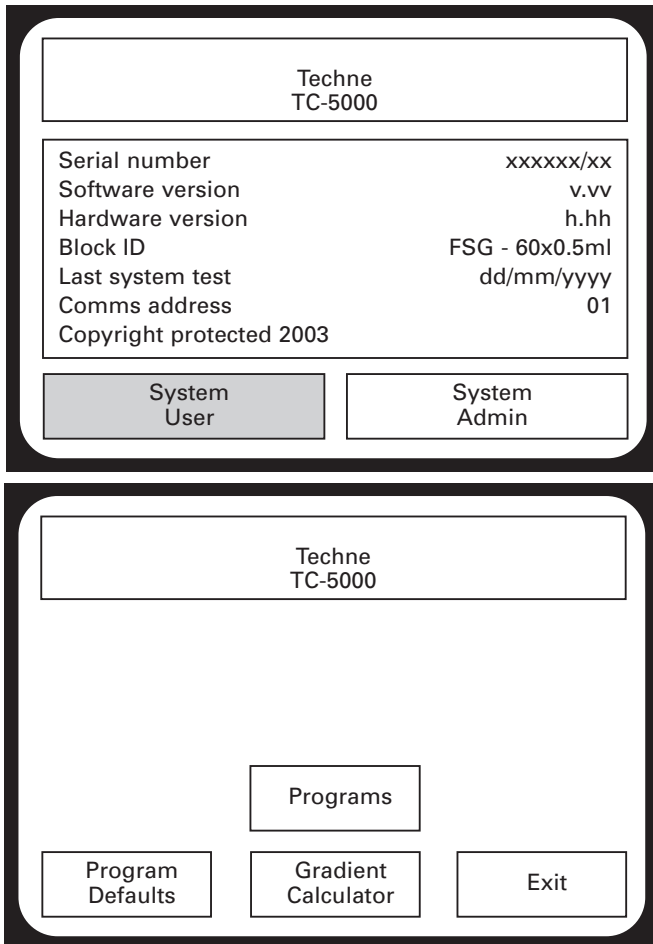 Techne
TC-5000
Serial number xxxxxx/xx
Software version v.vv
Hardware version h.hh
Block ID FSG - 60x0.5ml
Last system test dd/mm/yyyy
Comms address 01
Copyright protected 2003
System User
System Admin
Techne
TC-5000
Programs
Program Defaults
Gradient Calculator
Exit